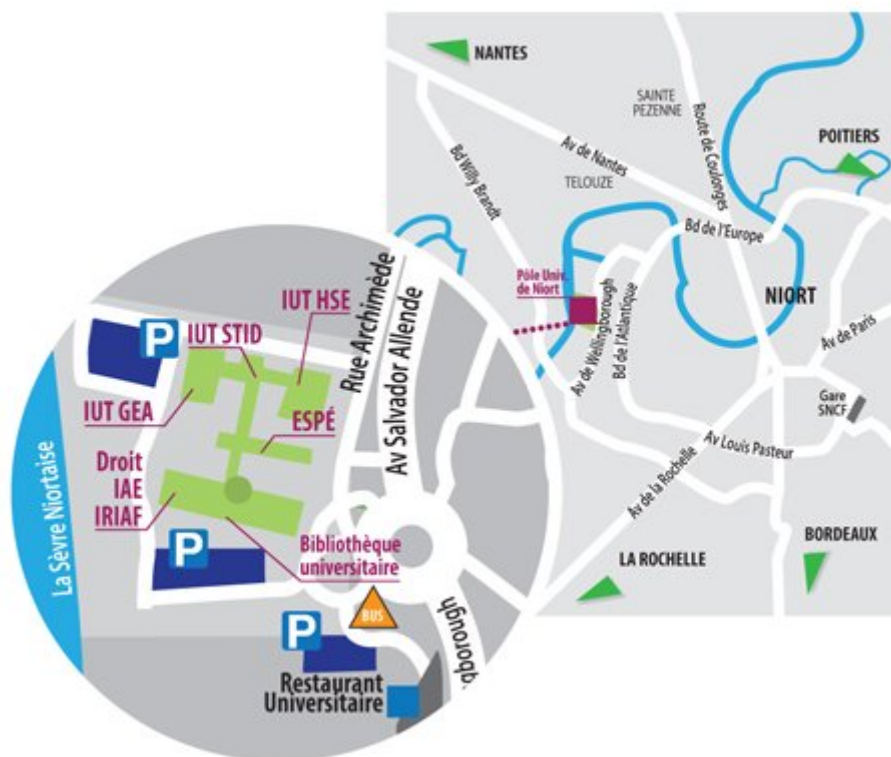 NANTES
SAINTE
PEZENNE
Route de Coulonges
POITIERS
Av de Nantes
Bd Willy Brandt
TELOUZE
Bd de l'Europe
Pôle Univ.
de Niort
NIORT
Av de Wellingborough
Bd de l'Atlantique
Av de Paris
Gare
SNCF
Av Louis Pasteur
Av de la Rochelle
LA ROCHELLE
BORDEAUX
P
IUT STID
IUT HSE
Rue Archimède
Av Salvador Allende
IUT GEA
ESPÉ
Droit
IAE
IRIAF
La Sèvre Niortaise
P
Bibliothèque
universitaire
BUS
P
gborough
Restaurant
Universitaire